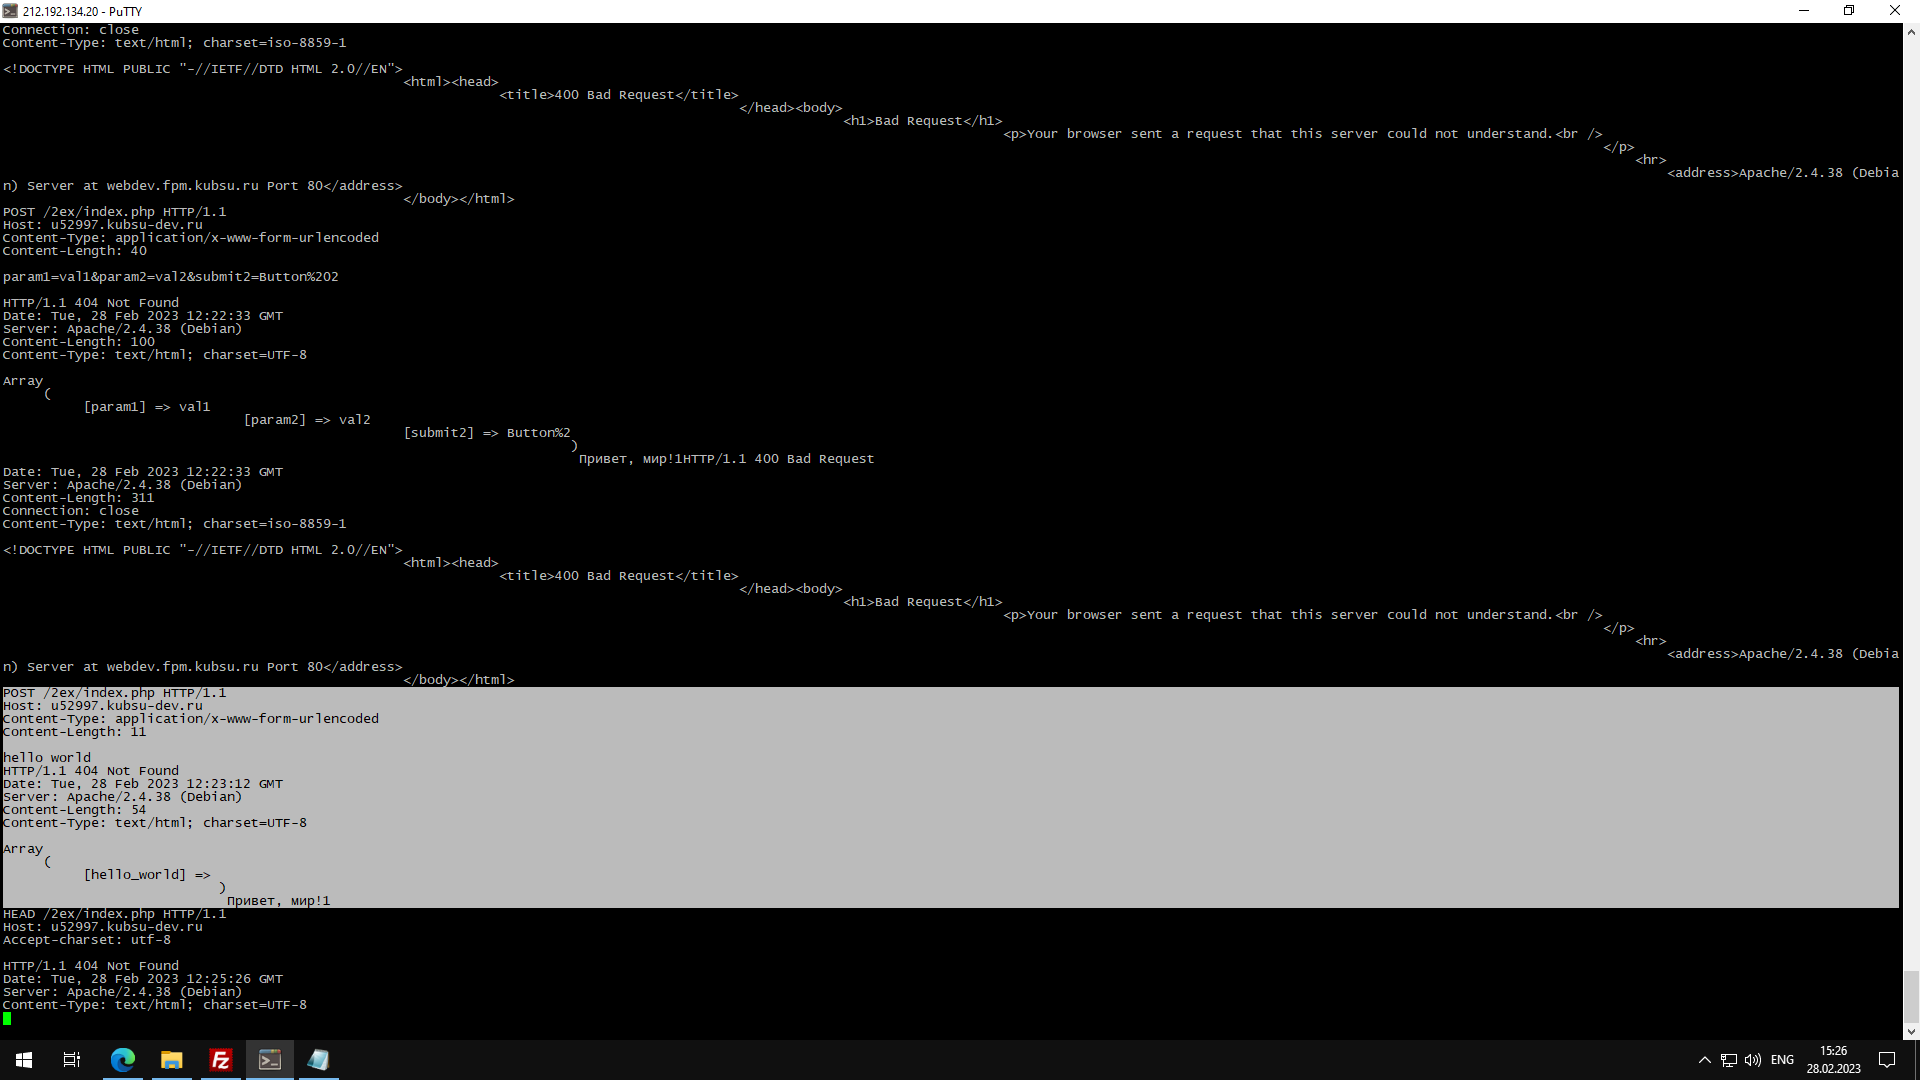 212.192.134.20 - PuTTY
Connection: close
Content-Type: text/html; charset=iso-8859-1
<!DOCTYPE HTML PUBLIC "-//IETF//DTD HTML 2.0//EN">
<html><head>
<title>400 Bad Request</title>
</head><body>
<h1>Bad Request</h1>
<p>Your browser sent a request that this server could not understand.<br />
</p>
<hr>
<address>Apache/2.4.38 (Debia
n) Server at webdev.fpm.kubsu.ru Port 80</address>
</body></html>
POST /2ex/index.php HTTP/1.1
Host: u52997.kubsu-dev.ru
Content-Type: application/x-www-form-urlencoded
Content-Length: 40
param1=val1&param2=val2&submit2=Button%202
HTTP/1.1 404 Not Found
Date: Tue, 28 Feb 2023 12:22:33 GMT
Server: Apache/2.4.38 (Debian)
Content-Length: 100
Content-Type: text/html; charset=UTF-8
Array
(
[param1] => val1
[param2] => val2
[submit2] => Button%2
)
Привет, мир!1HTTP/1.1 400 Bad Request
Date: Tue, 28 Feb 2023 12:22:33 GMT
Server: Apache/2.4.38 (Debian)
Content-Length: 311
Connection: close
Content-Type: text/html; charset=iso-8859-1
<!DOCTYPE HTML PUBLIC "-//IETF//DTD HTML 2.0//EN">
<html><head>
<title>400 Bad Request</title>
</head><body>
<h1>Bad Request</h1>
<p>Your browser sent a request that this server could not understand.<br />
</p>
<hr>
<address>Apache/2.4.38 (Debia
n) Server at webdev.fpm.kubsu.ru Port 80</address>
</body></html>
POST /2ex/index.php HTTP/1.1
Host: u52997.kubsu-dev.ru
Content-Type: application/x-www-form-urlencoded
Content-Length: 11
hello world
HTTP/1.1 404 Not Found
Date: Tue, 28 Feb 2023 12:23:12 GMT
Server: Apache/2.4.38 (Debian)
Content-Length: 54
Content-Type: text/html; charset=UTF-8
Array
(
[hello_world] =>
)
Привет, мир!1
HEAD /2ex/index.php HTTP/1.1
Host: u52997.kubsu-dev.ru
Accept-charset: utf-8
HTTP/1.1 404 Not Found
Date: Tue, 28 Feb 2023 12:25:26 GMT
Server: Apache/2.4.38 (Debian)
Content-Type: text/html; charset=UTF-8
ENG
15:26
28.02.2023